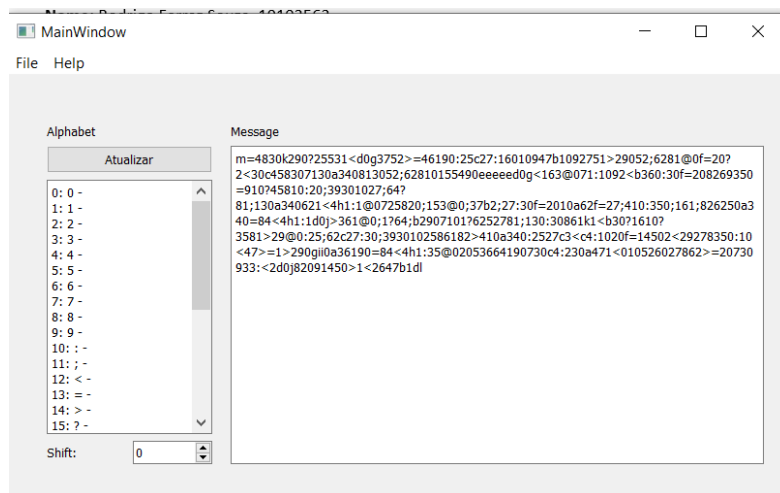 MainWindow
File Help
Alphabet
Message
Atualizar
0: 0 -
1: 1 -
2: 2 -
3: 3 -
4: 4 -
5: 5 -
6: 6 -
7: 7 -
8: 8 -
9: 9 -
10: : -
11: ; -
12: < -
13: = -
14: > -
15: ? -
m=4830k290?25531<d0g3752>=46190:25c27:16010947b1092751>29052;6281@0f=20?
2<30c458307130a340813052;62810155490eeeeed0g<163@071:1092<b360:30f=208269350
=910?45810:20;39301027;64?
81;130a340621<4h1:1@0725820;153@0;37b2;27:30f=2010a62f=27;410:350;161;826250a3
40=84<4h1:1d0j>361@0;1?64;b2907101?6252781;130:30861k1<b30?1610?
3581>29@0:25;62c27:30;3930102586182>410a340:2527c3<c4:1020f=14502<29278350:10
<47>=1>290gii0a36190=84<4h1:35@02053664190730c4:230a471<010526027862>=20730
933:<2d0j82091450>1<2647b1dl
Shift:
0